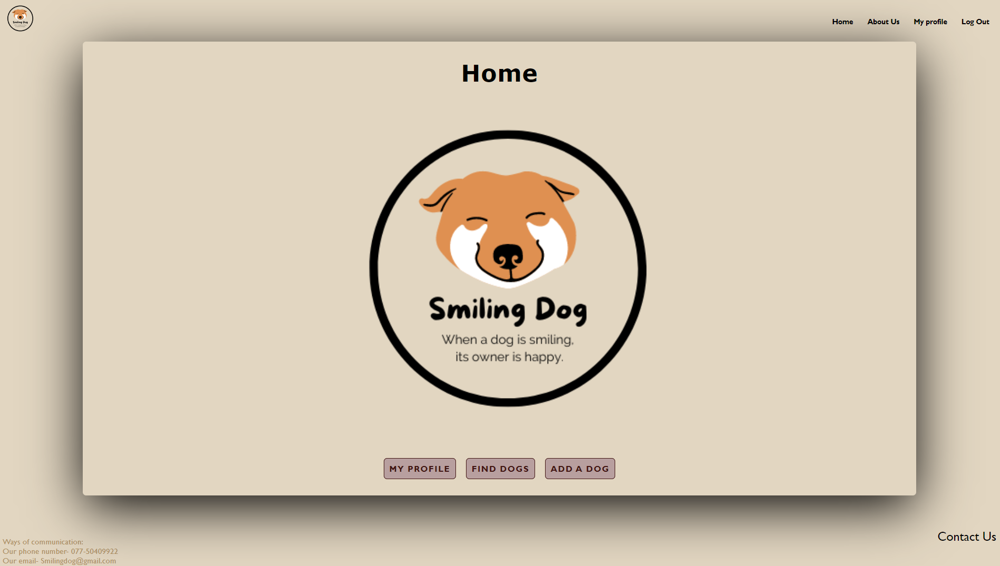 Smiling Dog
Home
About Us
My profile
Log Out
Home
Smiling Dog
When a dog is smiling,
its owner is happy.
MY PROFILE
FIND DOGS
ADD A DOG
Contact Us
Ways of communication:
Our phone number- 077-50409922
Our email- Smilingdog@gmail.com